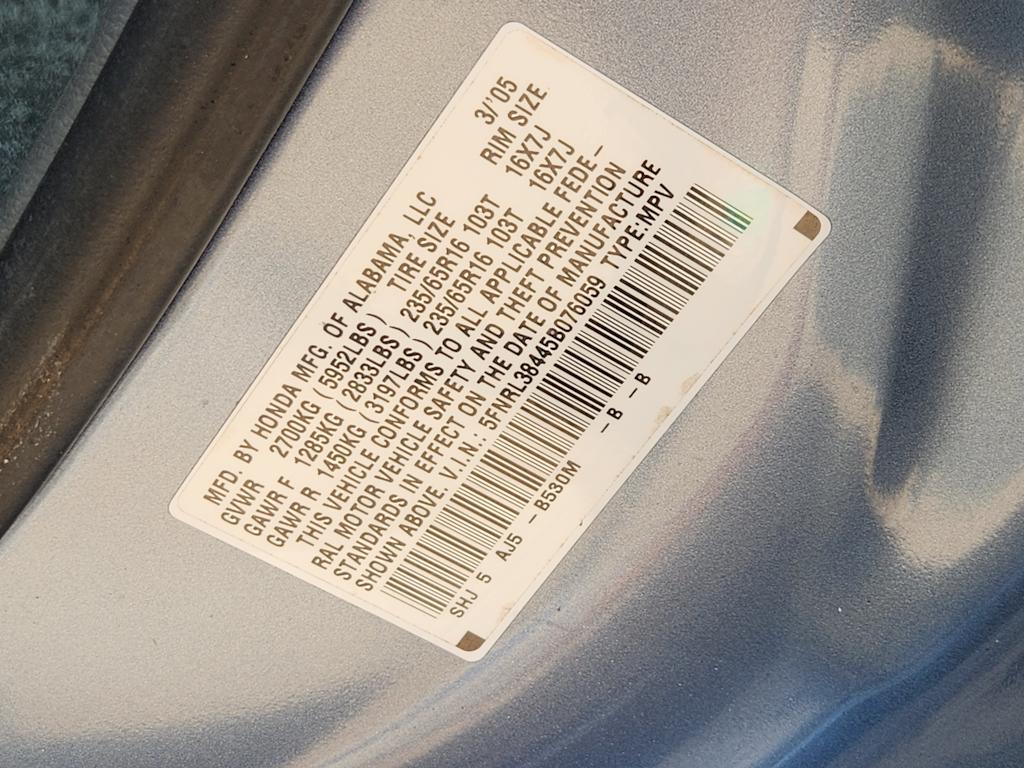 MFD. BY HONDA MFG. OF ALABAMA, LLC 3/'05
GVWR 2700KG (5952LBS) TIRE SIZE RIM SIZE
GAWR F 1285KG (2833LBS) 235/65R16 103T 16X7J
GAWR R 1450KG (3197LBS) 235/65R16 103T 16X7J
THIS VEHICLE CONFORMS TO ALL APPLICABLE FEDE–
RAL MOTOR VEHICLE SAFETY AND THEFT PREVENTION
STANDARDS IN EFFECT ON THE DATE OF MANUFACTURE
SHOWN ABOVE. V.I.N.: 5FNRL38445B076059 TYPE:MPV
SHJ 5 AJ5 – B530M – B – B